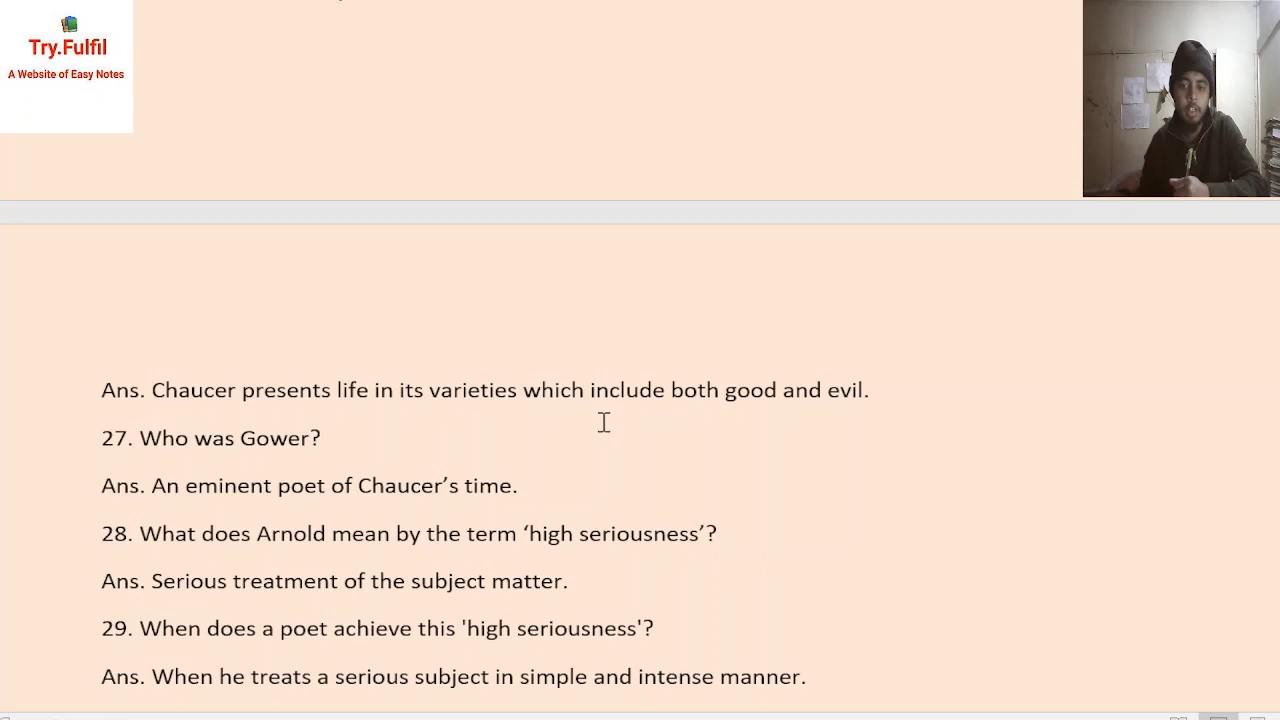 Try.Fulfil
A Website of Easy Notes
Ans. Chaucer presents life in its varieties which include both good and evil.
27. Who was Gower?
Ans. An eminent poet of Chaucer’s time.
28. What does Arnold mean by the term ‘high seriousness’?
Ans. Serious treatment of the subject matter.
29. When does a poet achieve this 'high seriousness'?
Ans. When he treats a serious subject in simple and intense manner.